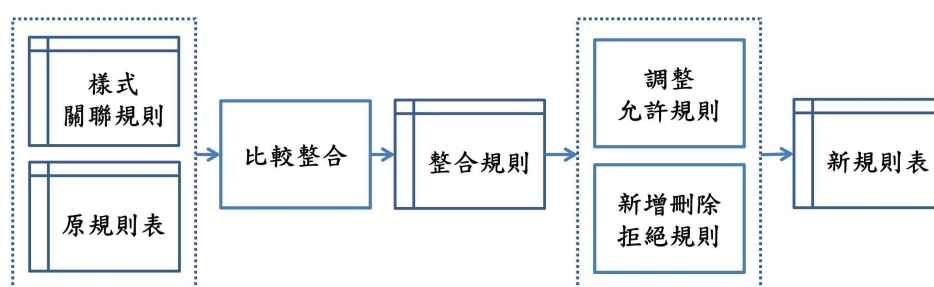 樣式
關聯規則
原規則表
比較整合
整合規則
調整
允許規則
新增刪除
拒絕規則
新規則表